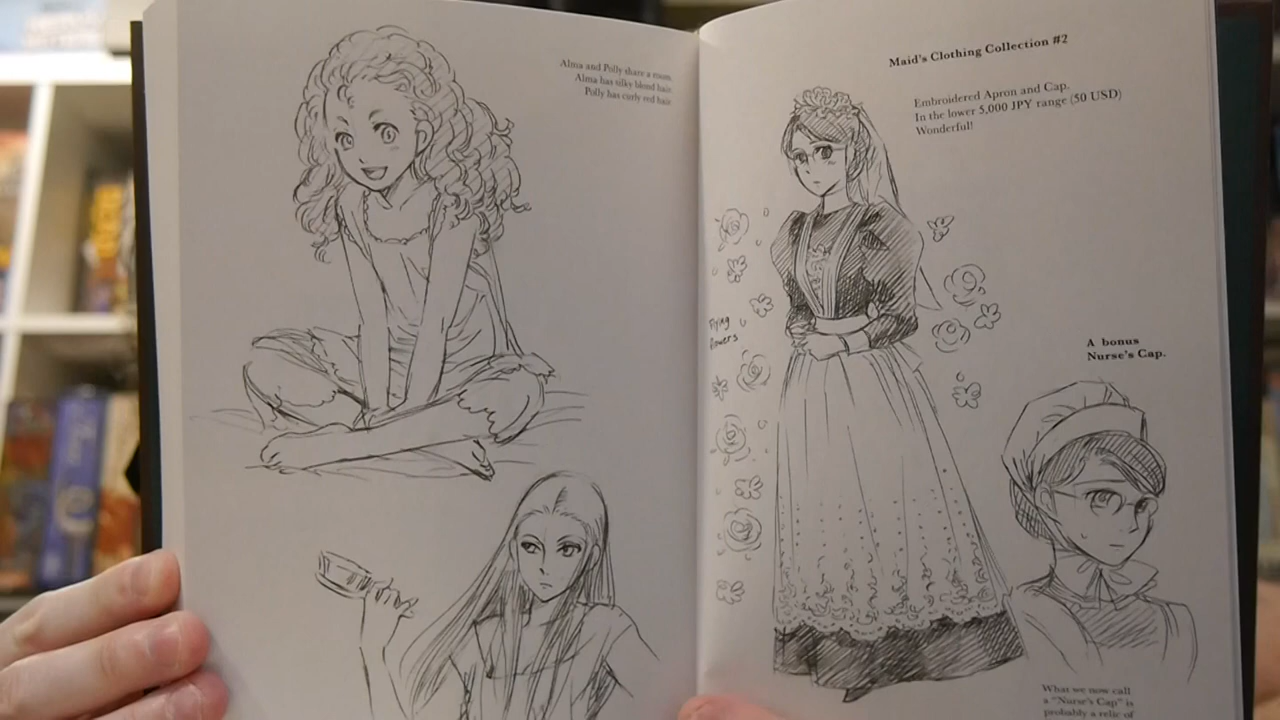 Alma and Polly share a room.
Alma has silky blond hair.
Polly has curly red hair.
Maid's Clothing Collection #2
Embroidered Apron and Cap.
In the lower 5,000 JPY range (50 USD)
Wonderful!
Flying
flowers
A bonus
Nurse's Cap.
What we now call
a "Nurse's Cap" is
probably a relic of